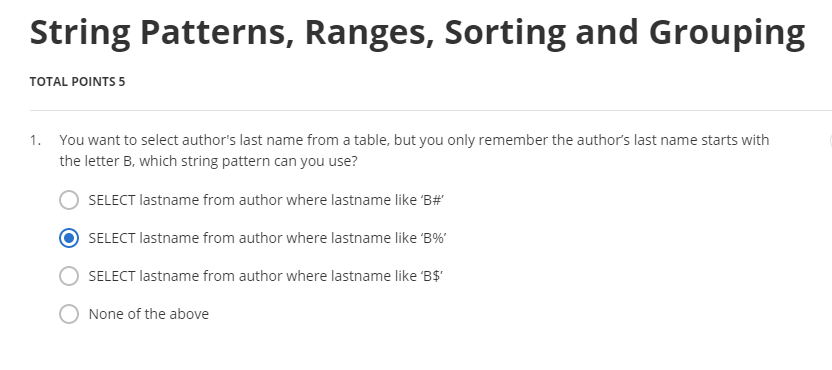 String Patterns, Ranges, Sorting and Grouping
TOTAL POINTS 5
1. You want to select author's last name from a table, but you only remember the author’s last name starts with
the letter B, which string pattern can you use?
SELECT lastname from author where lastname like ‘B#’
SELECT lastname from author where lastname like ‘B%’
SELECT lastname from author where lastname like ‘B$’
None of the above